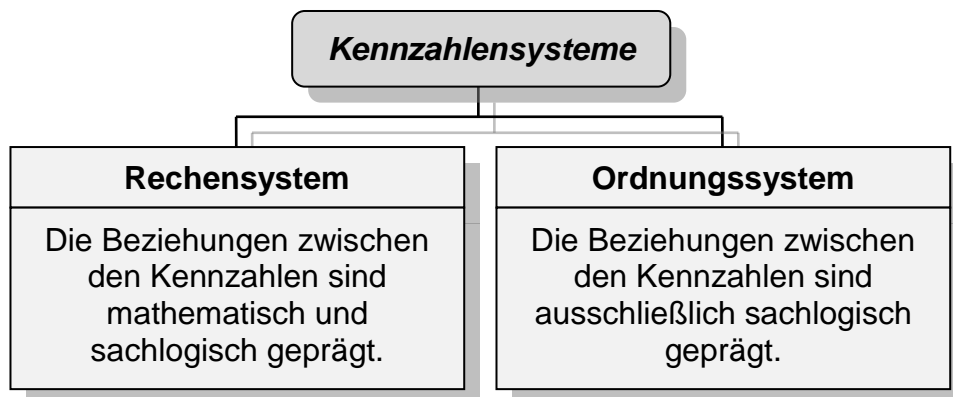 Kennzahlensysteme
Rechensystem
Die Beziehungen zwischen
den Kennzahlen sind
mathematisch und
sachlogisch geprägt.
Ordnungssystem
Die Beziehungen zwischen
den Kennzahlen sind
ausschließlich sachlogisch
geprägt.